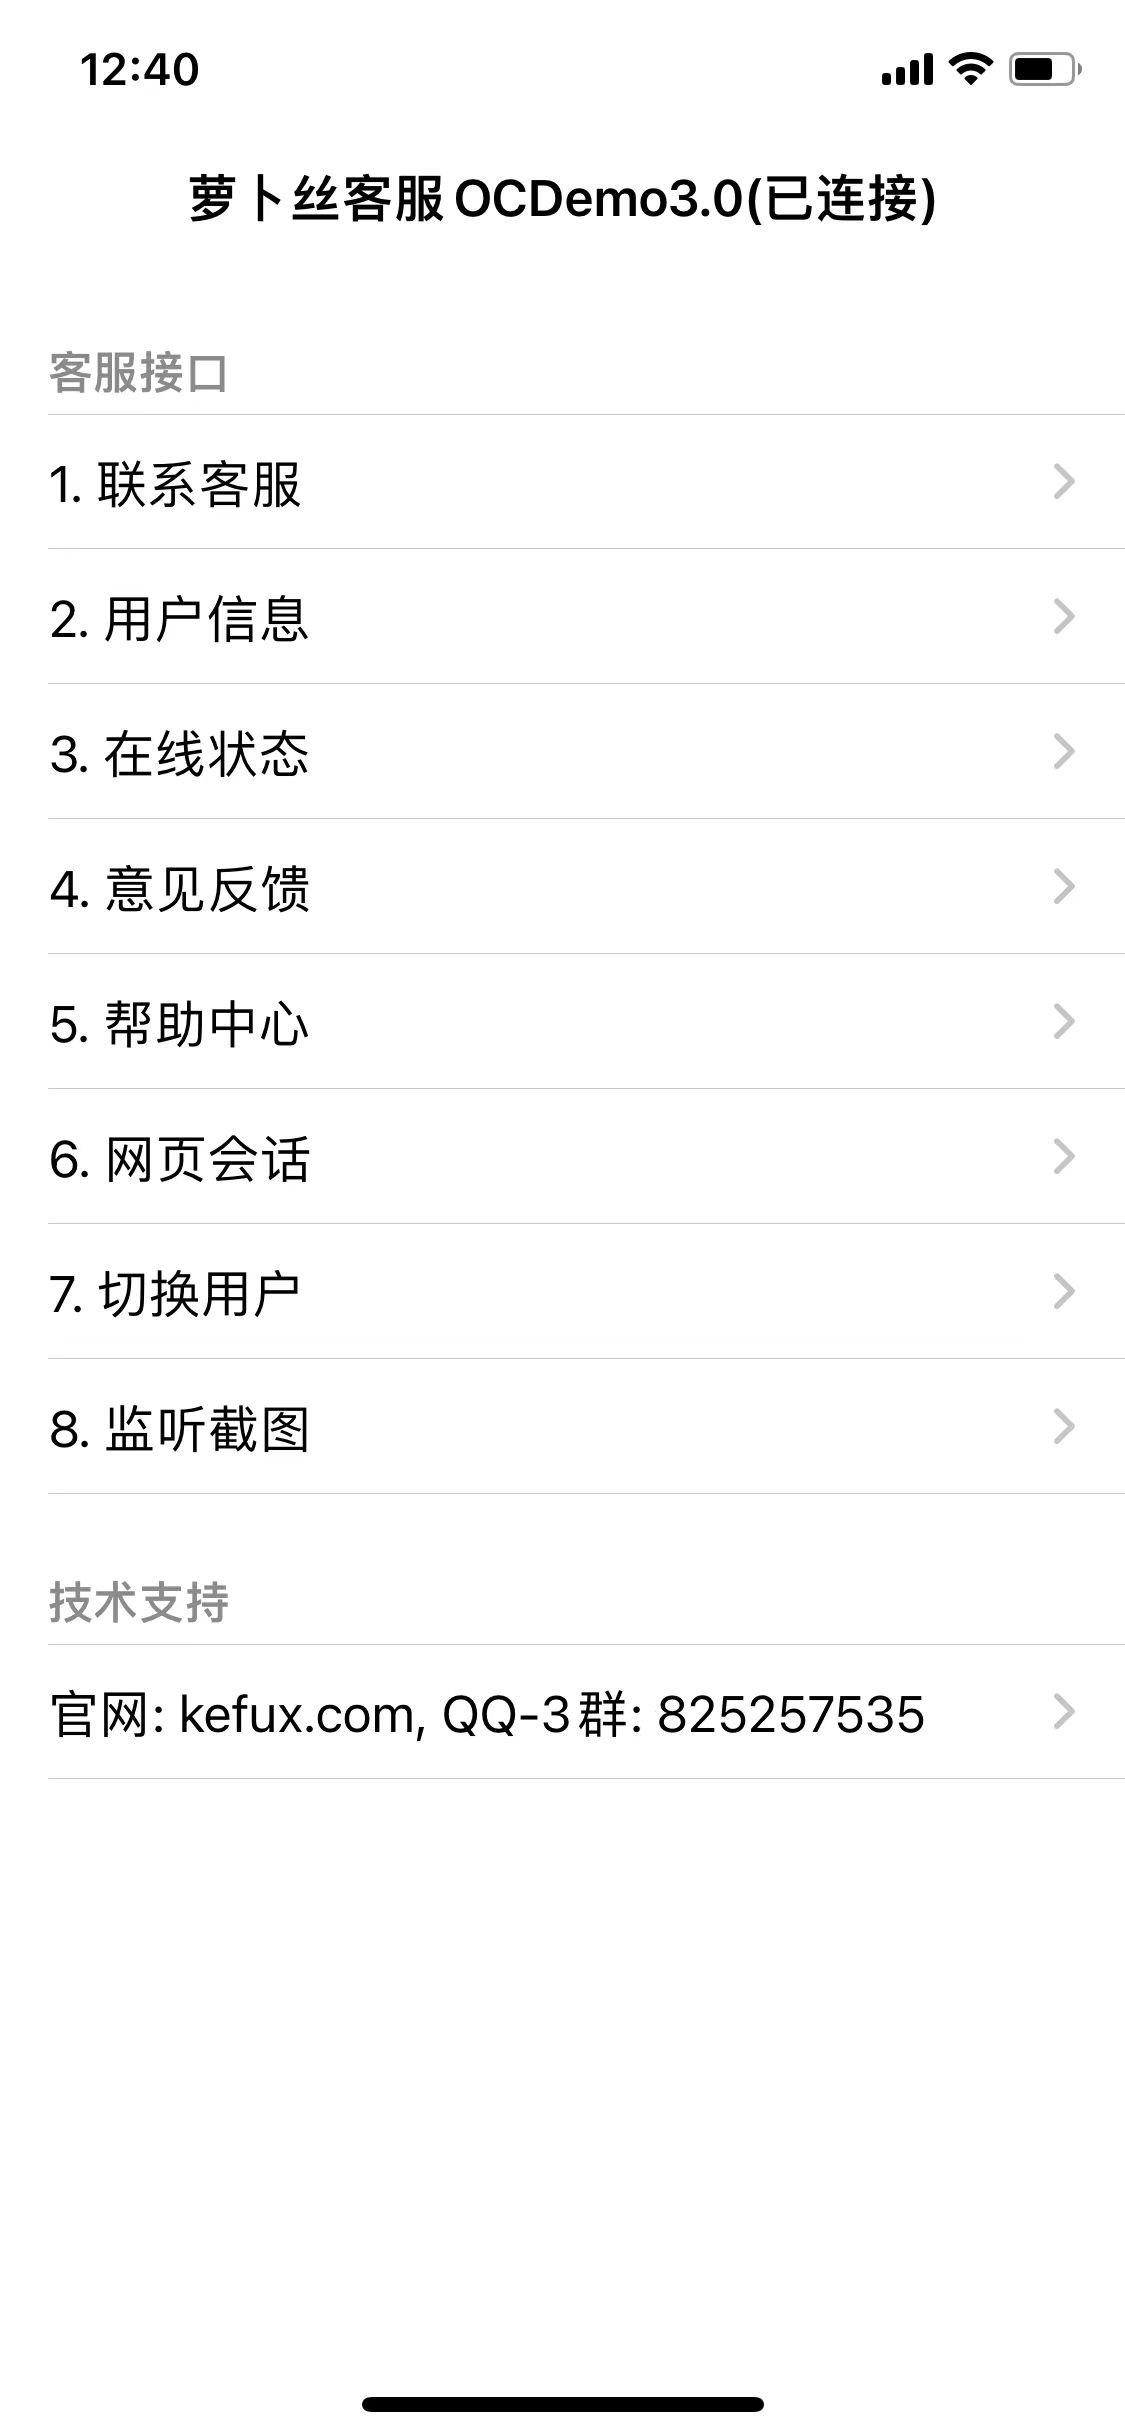 12:40
萝卜丝客服OCDemo3.0(已连接)
客服接口
1. 联系客服
2. 用户信息
3. 在线状态
4. 意见反馈
5. 帮助中心
6. 网页会话
7. 切换用户
8. 监听截图
技术支持
官网: kefux.com, QQ-3群: 825257535